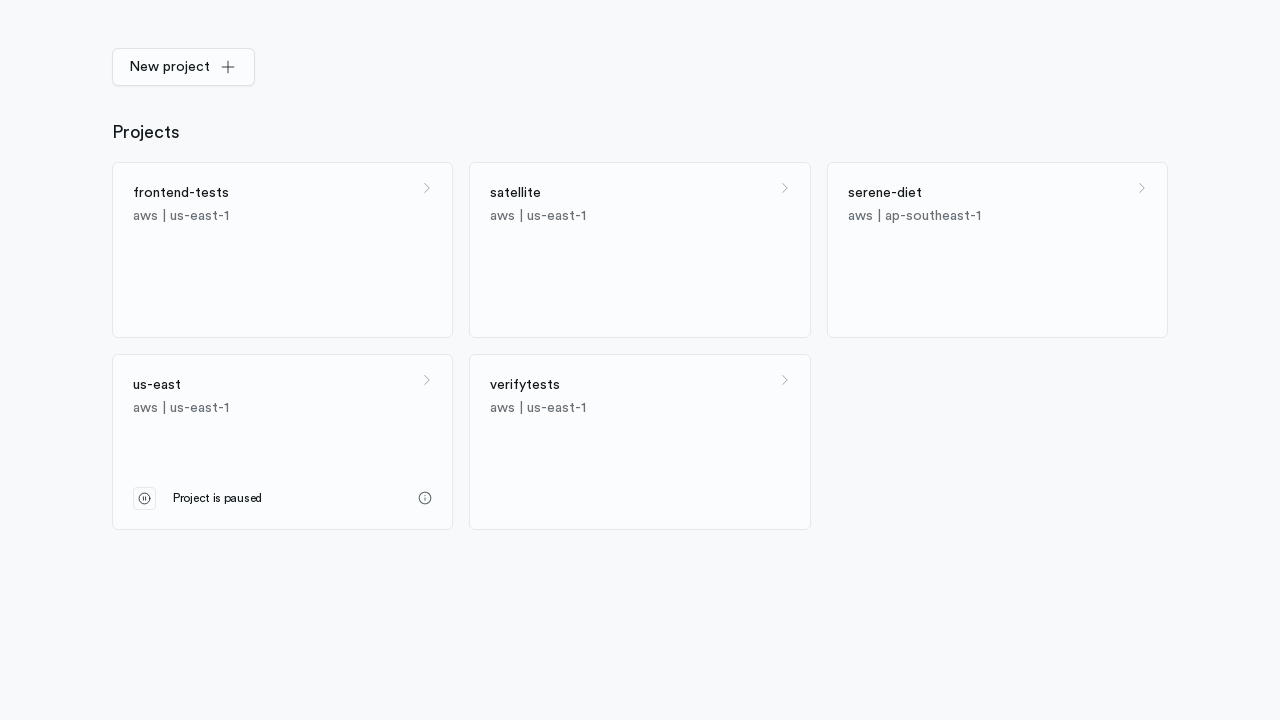 New project
Projects
frontend-tests
aws | us-east-1
satellite
aws | us-east-1
serene-diet
aws | ap-southeast-1
us-east
aws | us-east-1
Project is paused
verifytests
aws | us-east-1